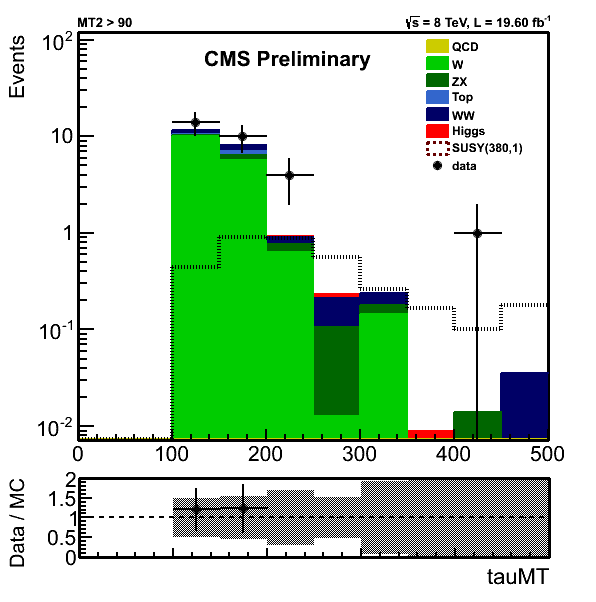 MT2 > 90
√s = 8 TeV, L = 19.60 fb⁻¹
Events
10²
10
1
10⁻¹
10⁻²
CMS Preliminary
QCD
W
ZX
Top
WW
Higgs
SUSY(380,1)
data
0 100 200 300 400 500
Data / MC
2
1.5
1
0.5
0
tauMT